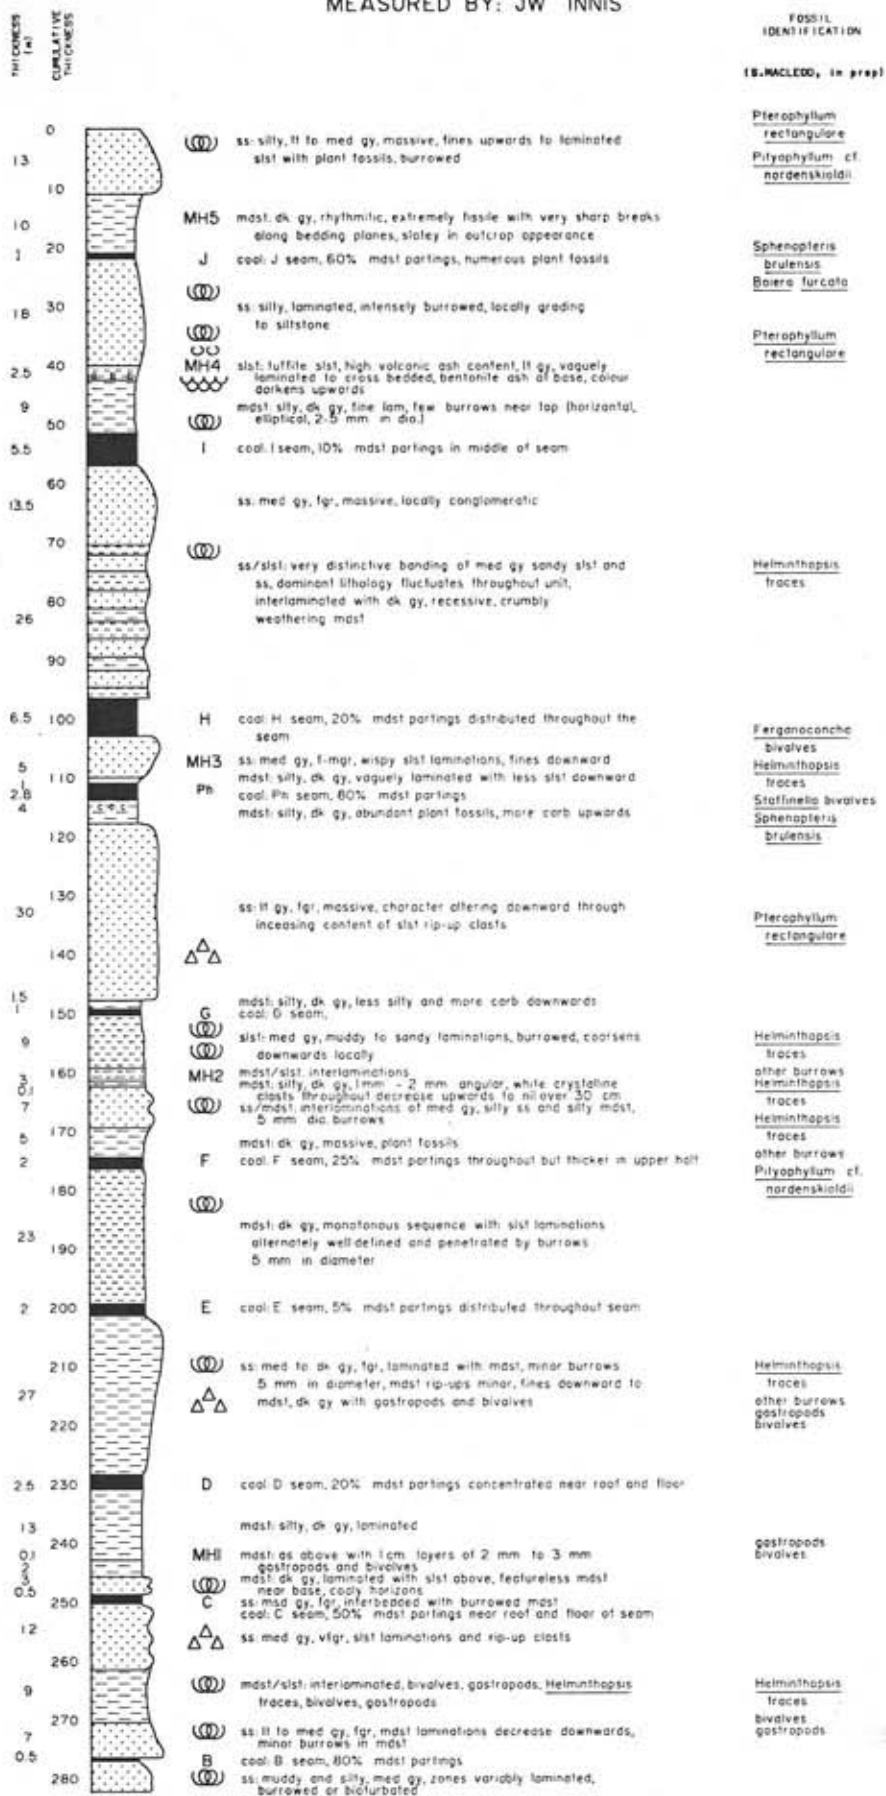 MEASURED BY: JW INNIS
THICKNESS (m)
CUMULATIVE THICKNESS
FOSSIL IDENTIFICATION
(S.MACLEOD, in prep)
0
13
10
10
20
1
18
30
40
2.5
9
50
5.5
60
13.5
70
80
26
90
6.5 100
5
110
1
2.8
4
120
130
30
140
1.5
1
150
9
160
3
0.1
7
170
5
2
180
23
190
2 200
210
27
220
2.5 230
13
240
0.1
3
2
0.5
250
12
260
9
270
7
0.5
280
ss: silty, lt to med gy, massive, fines upwards to laminated
slst with plant fossils, burrowed
MH5 mdst: dk gy, rhythmitic, extremely fissile with very sharp breaks
along bedding planes, slatey in outcrop appearance
J coal: J seam, 60% mdst partings, numerous plant fossils
ss: silty, laminated, intensely burrowed, locally grading
to siltstone
MH4 slst: tuffite slst, high volcanic ash content, lt gy, vaguely
laminated to cross bedded, bentonite ash at base, colour
darkens upwards
mdst: slty, dk gy, fine lam, few burrows near top (horizontal,
elliptical, 2-5 mm in dia.)
I coal: I seam, 10% mdst partings in middle of seam
ss: med gy, fgr, massive, locally conglomeratic
ss/slst: very distinctive banding of med gy sandy slst and
ss, dominant lithology fluctuates throughout unit,
interlaminated with dk gy, recessive, crumbly
weathering mdst
H coal: H seam, 20% mdst partings distributed throughout the
seam
MH3 ss: med gy, f-mgr, wispy slst laminations, fines downward
mdst: silty, dk gy, vaguely laminated with less slst downward
Ph coal: Ph seam, 80% mdst partings
mdst: silty, dk gy, abundant plant fossils, more carb upwards
ss: lt gy, fgr, massive, character altering downward through
inceasing content of slst rip-up clasts
mdst: silty, dk gy, less silty and more carb downwards
G coal: G seam,
slst: med gy, muddy to sandy laminations, burrowed, coarsens
downwards locally
MH2 mdst/slst: interlaminations
mdst: silty, dk gy, 1mm - 2 mm angular, white crystalline
clasts throughout decrease upwards to nil over 30 cm
ss/mdst: interlaminations of med gy, silty ss and silty mdst,
5 mm dia. burrows
mdst: dk gy, massive, plant fossils
F coal: F seam, 25% mdst partings throughout but thicker in upper half
mdst: dk gy, monotonous sequence with slst laminations
alternately well defined and penetrated by burrows
5 mm in diameter
E coal: E seam, 5% mdst partings distributed throughout seam
ss: med to dk gy, fgr, laminated with mdst, minor burrows
5 mm in diameter, mdst rip-ups minor, fines downward to
mdst, dk gy with gastropods and bivalves
D coal: D seam, 20% mdst partings concentrated near roof and floor
mdst: silty, dk gy, laminated
MH1 mdst: as above with 1 cm layers of 2 mm to 3 mm
gastropods and bivalves
mdst: dk gy, laminated with slst above, featureless mdst
near base, coaly horizons
C ss: msd gy, fgr, interbedded with burrowed mdst
coal: C seam, 50% mdst partings near roof and floor of seam
ss: med gy, vfgr, slst laminations and rip-up clasts
mdst/slst: interlaminated, bivalves, gastropods, Helminthopsis
traces, bivalves, gastropods
ss: lt to med gy, fgr, mdst laminations decrease downwards,
minor burrows in mdst
B coal: B seam, 80% mdst partings
ss: muddy and silty, med gy, zones variably laminated,
burrowed or bioturbated
Pterophyllum
rectangulare
Pityophyllum cf.
nordenskioldii
Sphenopteris
brulensis
Baiera furcata
Pterophyllum
rectangulare
Helminthopsis
traces
Ferganoconcha
bivalves
Helminthopsis
traces
Staffinella bivalves
Sphenopteris
brulensis
Pterophyllum
rectangulare
Helminthopsis
traces
other burrows
Helminthopsis
traces
Helminthopsis
traces
other burrows
Pityophyllum cf.
nordenskioldii
Helminthopsis
traces
other burrows
gastropods
bivalves
gastropods
bivalves
Helminthopsis
traces
bivalves
gastropods